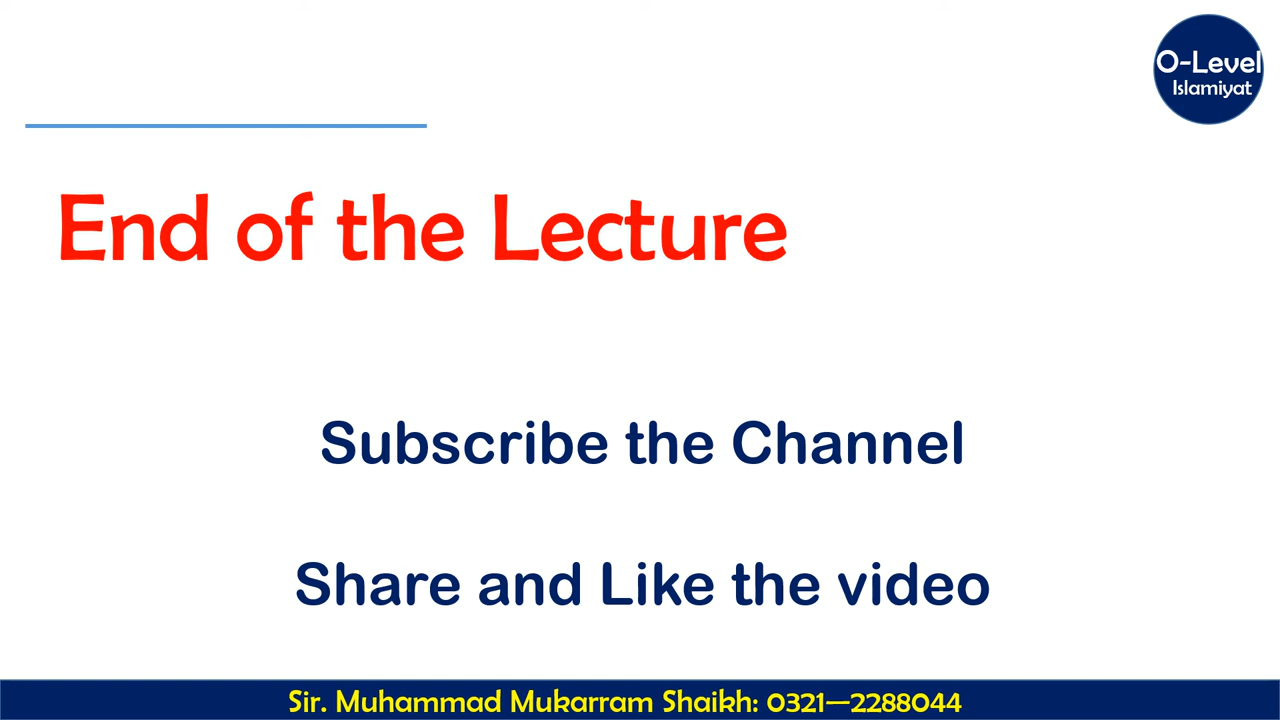 O-Level
Islamiyat
End of the Lecture
Subscribe the Channel
Share and Like the video
Sir. Muhammad Mukarram Shaikh: 0321—2288044